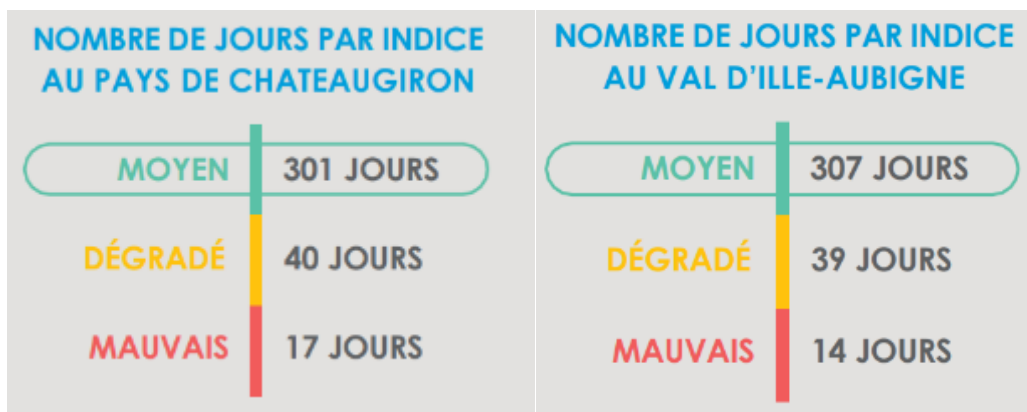 NOMBRE DE JOURS PAR INDICE
AU PAYS DE CHATEAUGIRON
MOYEN 301 JOURS
DÉGRADÉ 40 JOURS
MAUVAIS 17 JOURS
NOMBRE DE JOURS PAR INDICE
AU VAL D'ILLE-AUBIGNE
MOYEN 307 JOURS
DÉGRADÉ 39 JOURS
MAUVAIS 14 JOURS